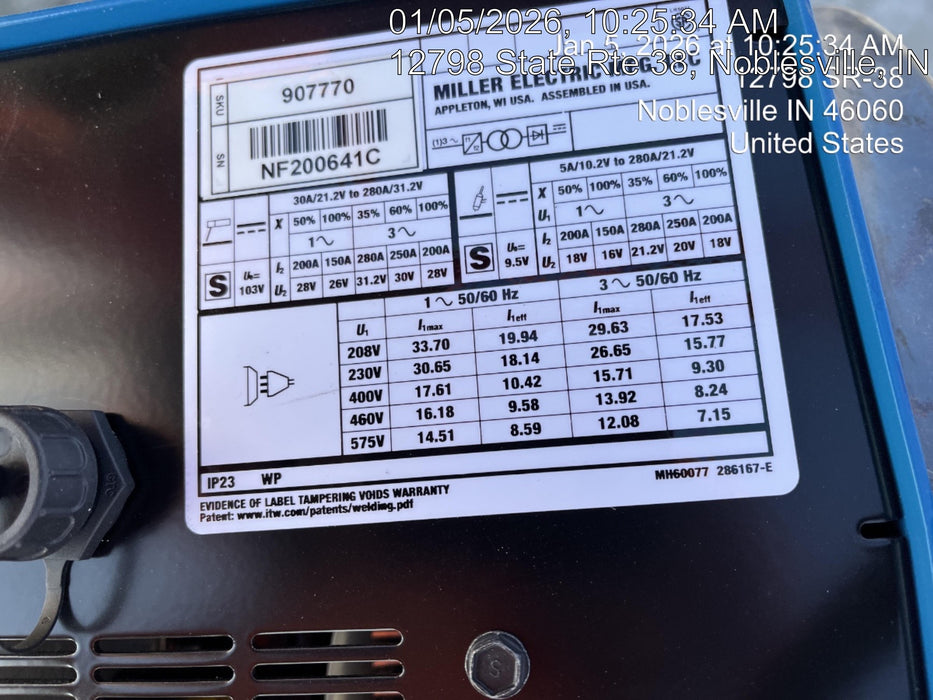 01/05/2026, 10:25:34 AM
Jan 5, 2026 at 10:25:34 AM
12798 State Rte 38, Noblesville, IN
12798 SR-38
Noblesville IN 46060
United States
SKU 907770
SN NF200641C
MILLER ELECTRIC
APPLETON, WI USA. ASSEMBLED IN USA.
(1)3~
30A/21.2V to 280A/31.2V
X 50% 100% 35% 60% 100%
1~ 3~
S U₀= 103V
I₂ 200A 150A 280A 250A 200A
U₂ 28V 26V 31.2V 30V 28V
5A/10.2V to 280A/21.2V
X 50% 100% 35% 60% 100%
U₁ 1~ 3~
S U₀= 9.5V
I₂ 200A 150A 280A 250A 200A
U₂ 18V 16V 21.2V 20V 18V
1~ 50/60 Hz 3~ 50/60 Hz
U₁ I₁max I₁eff I₁max I₁eff
208V 33.70 19.94 29.63 17.53
230V 30.65 18.14 26.65 15.77
400V 17.61 10.42 15.71 9.30
460V 16.18 9.58 13.92 8.24
575V 14.51 8.59 12.08 7.15
IP23 WP
MH60077 286167-E
EVIDENCE OF LABEL TAMPERING VOIDS WARRANTY
Patent: www.itw.com/patents/welding.pdf